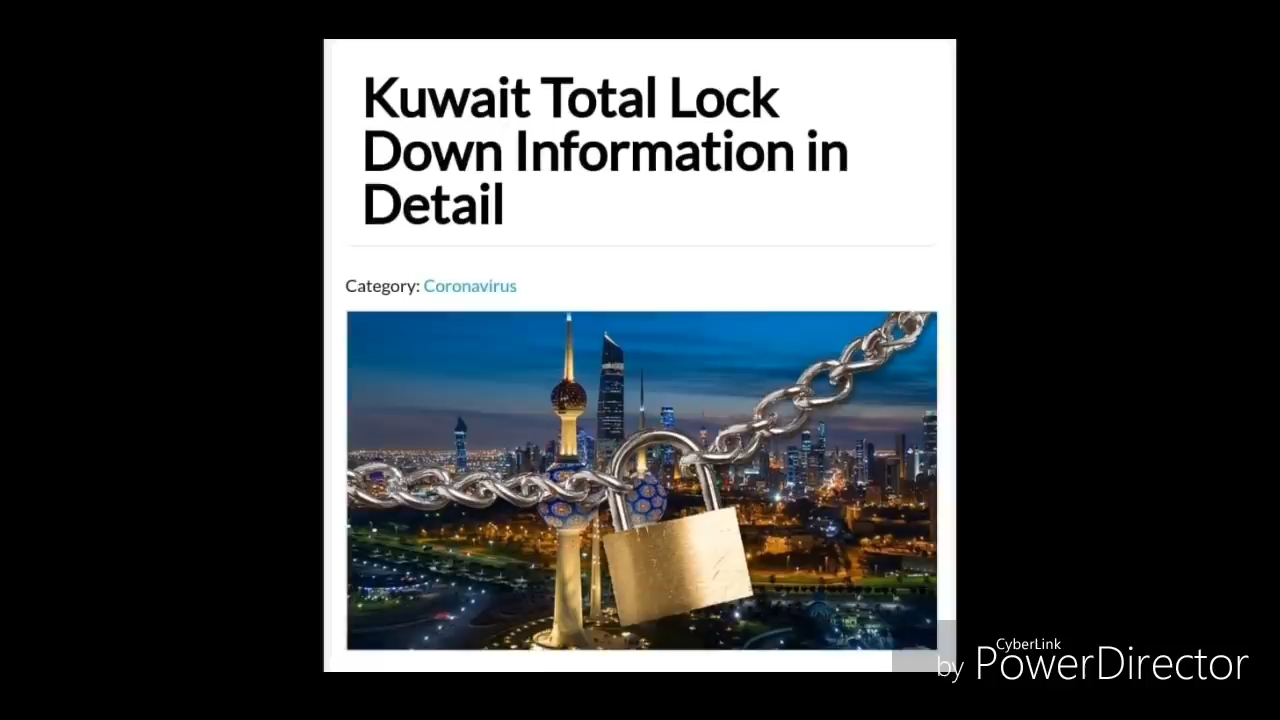 Kuwait Total Lock
Down Information in
Detail
Category: Coronavirus
CyberLink
by PowerDirector